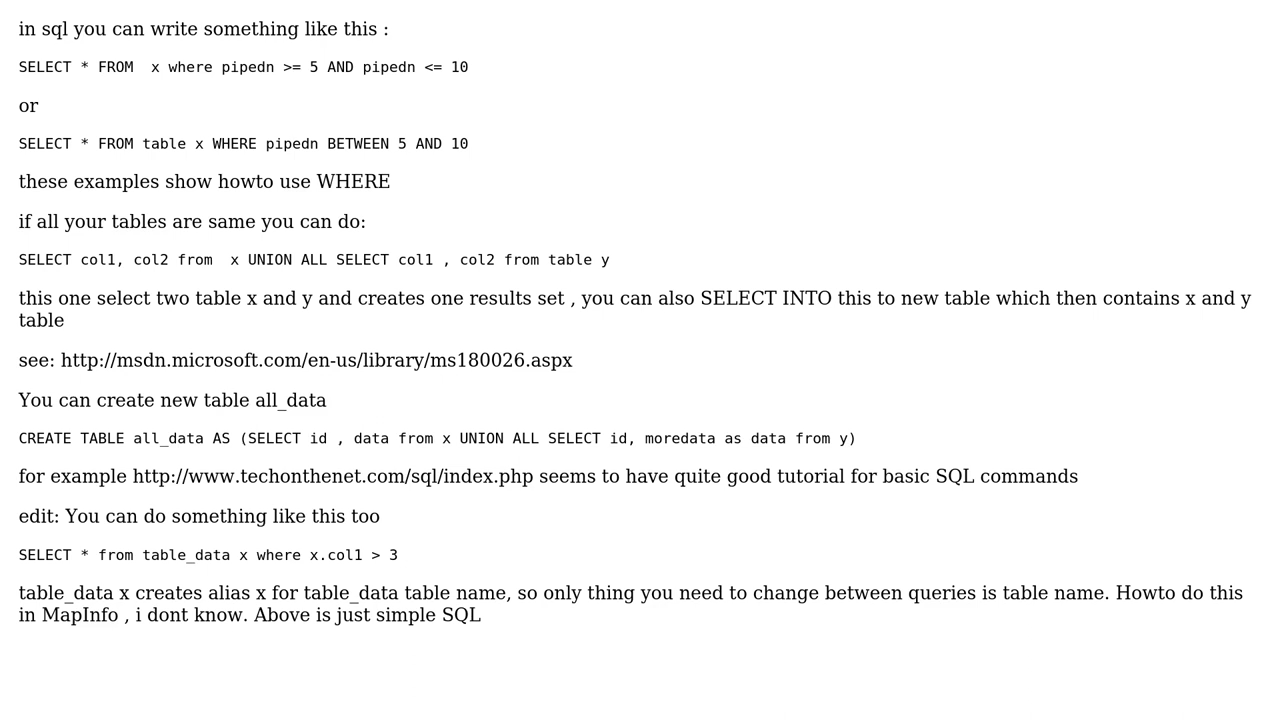 in sql you can write something like this :
SELECT * FROM  x where pipedn >= 5 AND pipedn <= 10
or
SELECT * FROM table x WHERE pipedn BETWEEN 5 AND 10
these examples show howto use WHERE
if all your tables are same you can do:
SELECT col1, col2 from  x UNION ALL SELECT col1 , col2 from table y
this one select two table x and y and creates one results set , you can also SELECT INTO this to new table which then contains x and y
table
see: http://msdn.microsoft.com/en-us/library/ms180026.aspx
You can create new table all_data
CREATE TABLE all_data AS (SELECT id , data from x UNION ALL SELECT id, moredata as data from y)
for example http://www.techonthenet.com/sql/index.php seems to have quite good tutorial for basic SQL commands
edit: You can do something like this too
SELECT * from table_data x where x.col1 > 3
table_data x creates alias x for table_data table name, so only thing you need to change between queries is table name. Howto do this
in MapInfo , i dont know. Above is just simple SQL